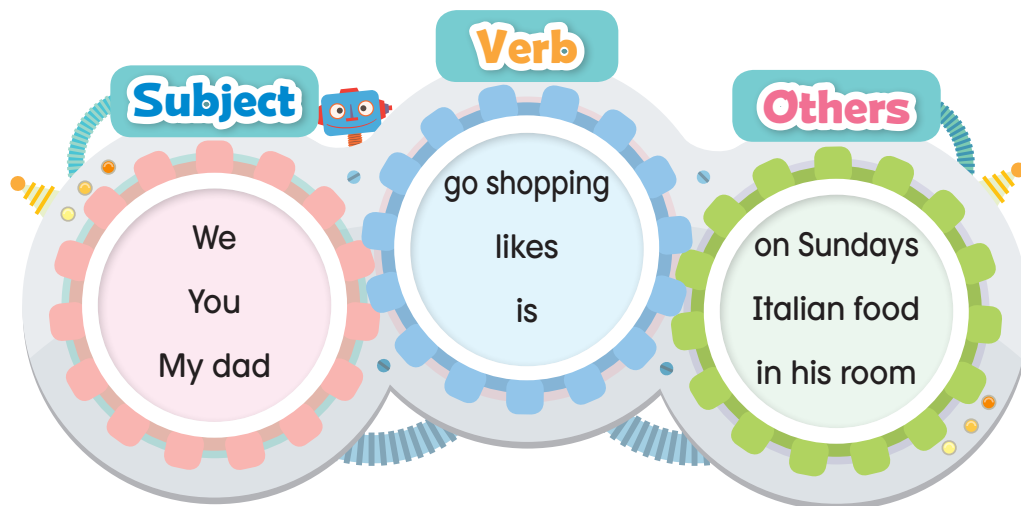 Subject
We
You
My dad
Verb
go shopping
likes
is
Others
on Sundays
Italian food
in his room